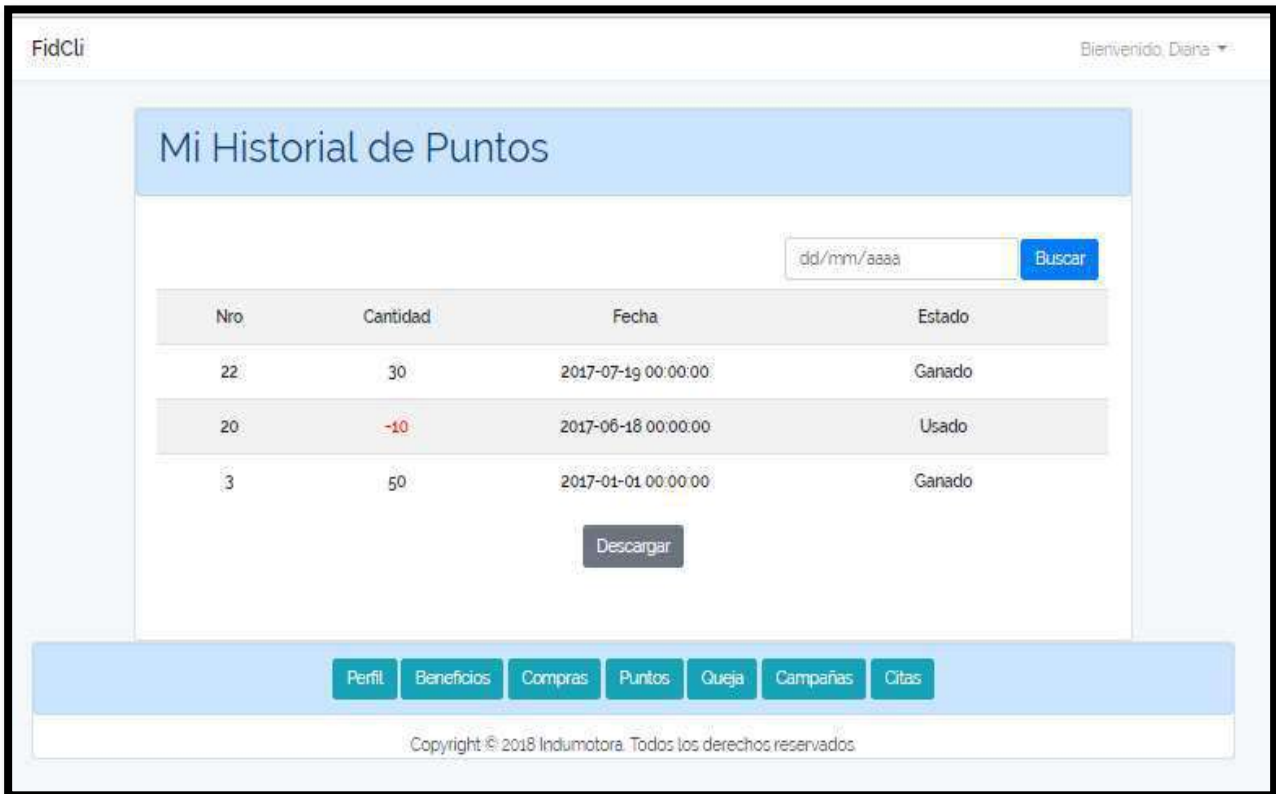 FidCli
Bienvenido, Diana
Mi Historial de Puntos
dd/mm/aaaa
Buscar
Nro Cantidad Fecha Estado
22 30 2017-07-19 00:00:00 Ganado
20 -10 2017-06-18 00:00:00 Usado
3 50 2017-01-01 00:00:00 Ganado
Descargar
Perfil Beneficios Compras Puntos Queja Campañas Citas
Copyright © 2018 Indumotora. Todos los derechos reservados.